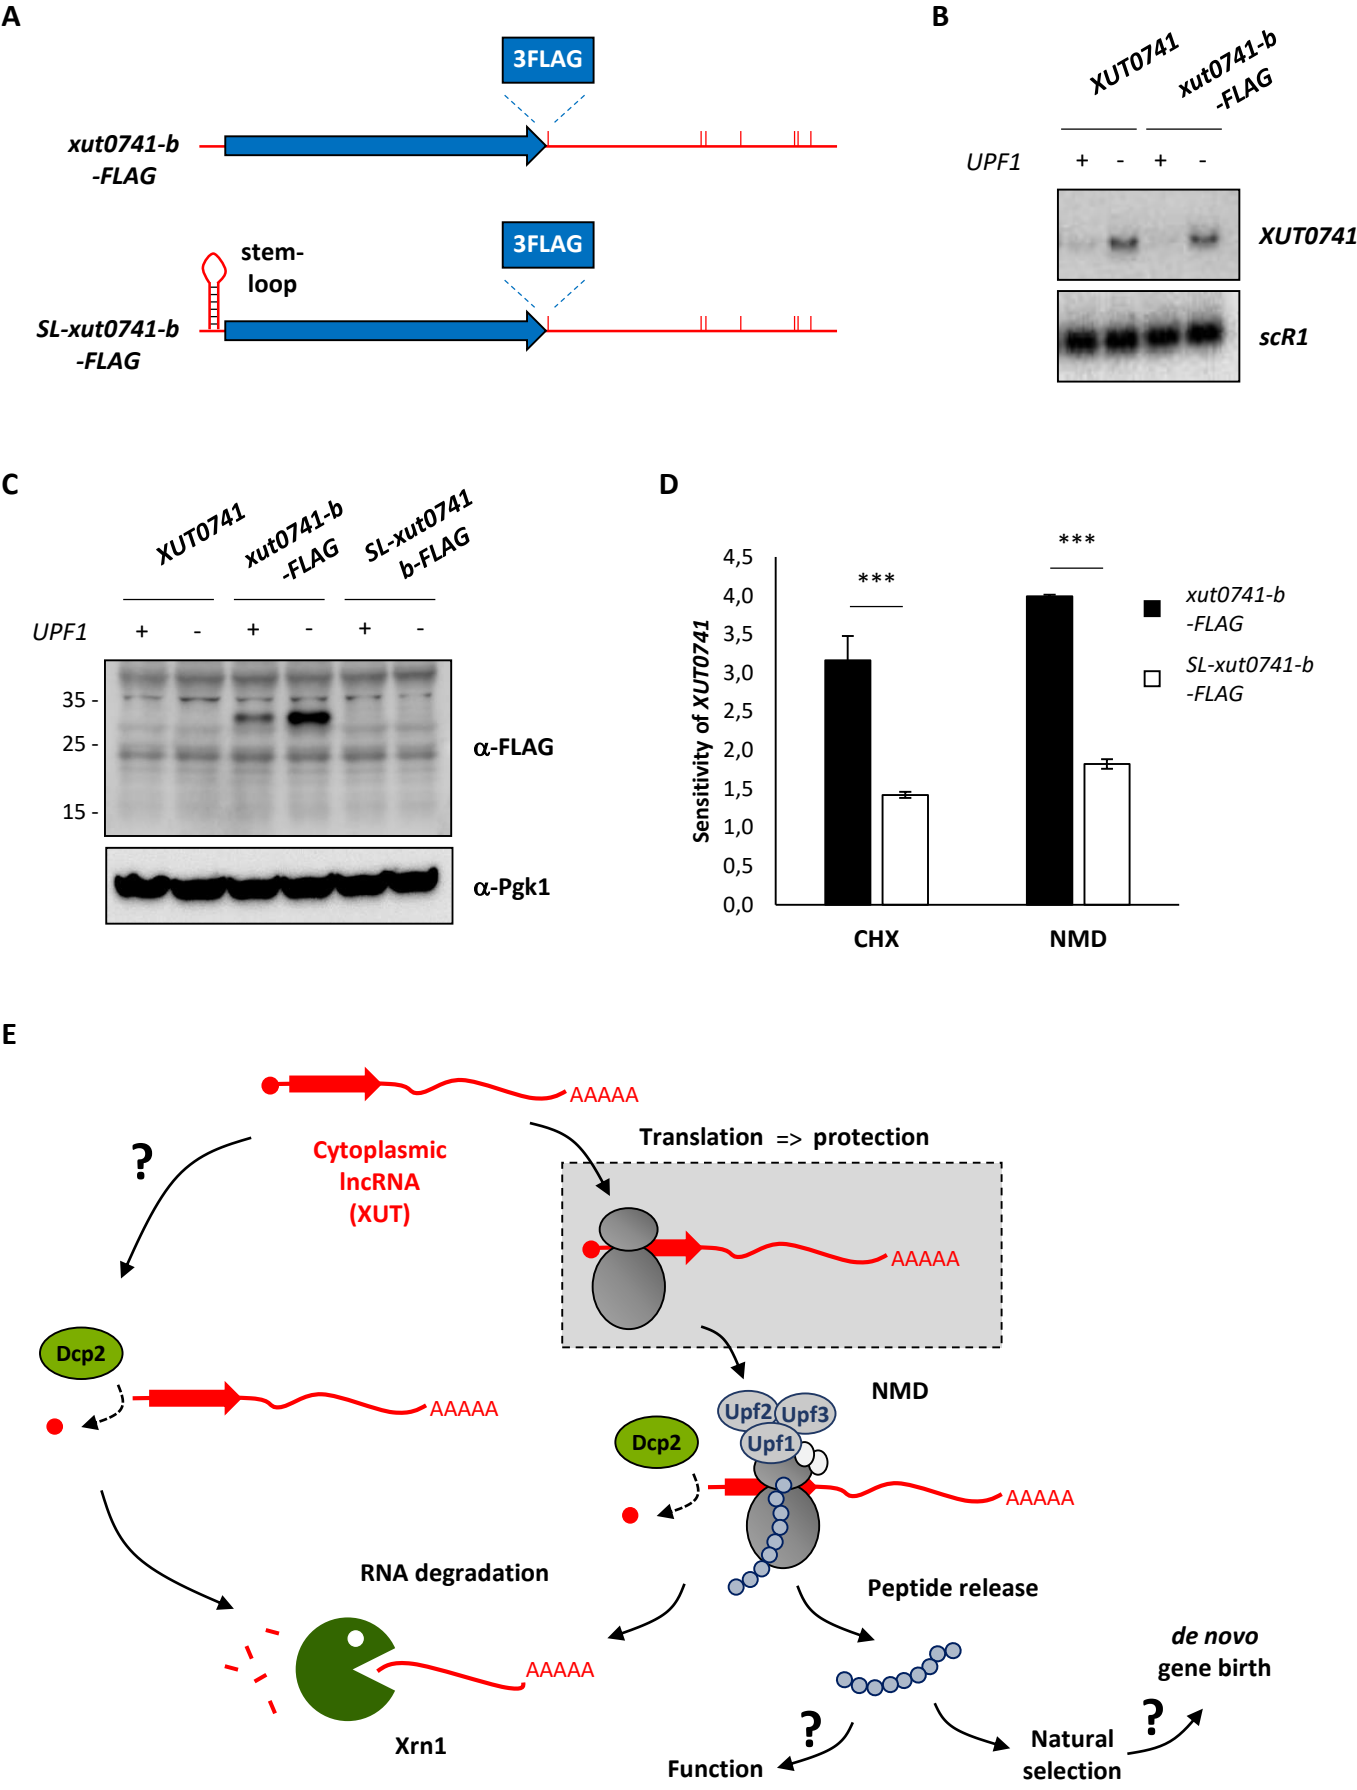 A
3FLAG
xut0741-b
-FLAG
3FLAG
stem-
loop
SL-xut0741-b
-FLAG
B
XUT0741
xut0741-b
-FLAG
UPF1 + - + -
XUT0741
scR1
C
XUT0741
xut0741-b
-FLAG
SL-xut0741
b-FLAG
UPF1 + - + - + -
35 -
25 -
15 -
α-FLAG
α-Pgk1
D
Sensitivity of XUT0741
4,5
4,0
3,5
3,0
2,5
2,0
1,5
1,0
0,5
0,0
***
***
CHX
NMD
xut0741-b
-FLAG
SL-xut0741-b
-FLAG
E
AAAAA
Cytoplasmic
lncRNA
(XUT)
?
Translation => protection
AAAAA
Dcp2
AAAAA
NMD
Upf2
Upf3
Upf1
Dcp2
AAAAA
RNA degradation
Peptide release
AAAAA
Xrn1
de novo
gene birth
?
?
Function
Natural
selection